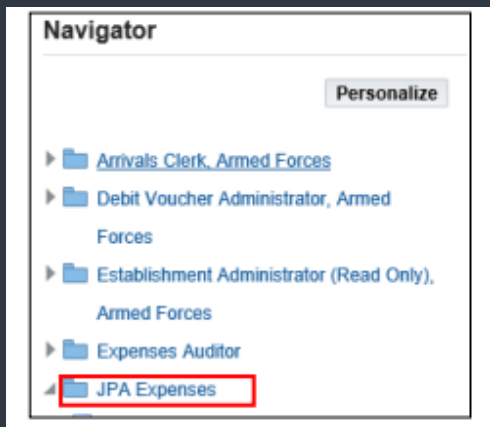 Navigator
Personalize
Arrivals Clerk, Armed Forces
Debit Voucher Administrator, Armed
Forces
Establishment Administrator (Read Only),
Armed Forces
Expenses Auditor
JPA Expenses